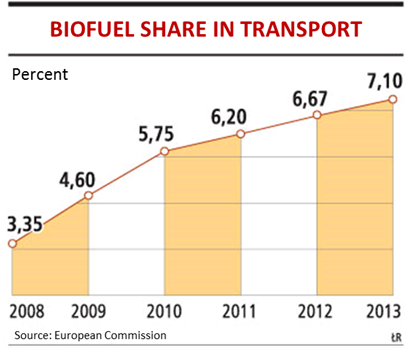 BIOFUEL SHARE IN TRANSPORT
Percent
7,10
6,67
6,20
5,75
4,60
3,35
2008 2009 2010 2011 2012 2013
Source: European Commission ŁR